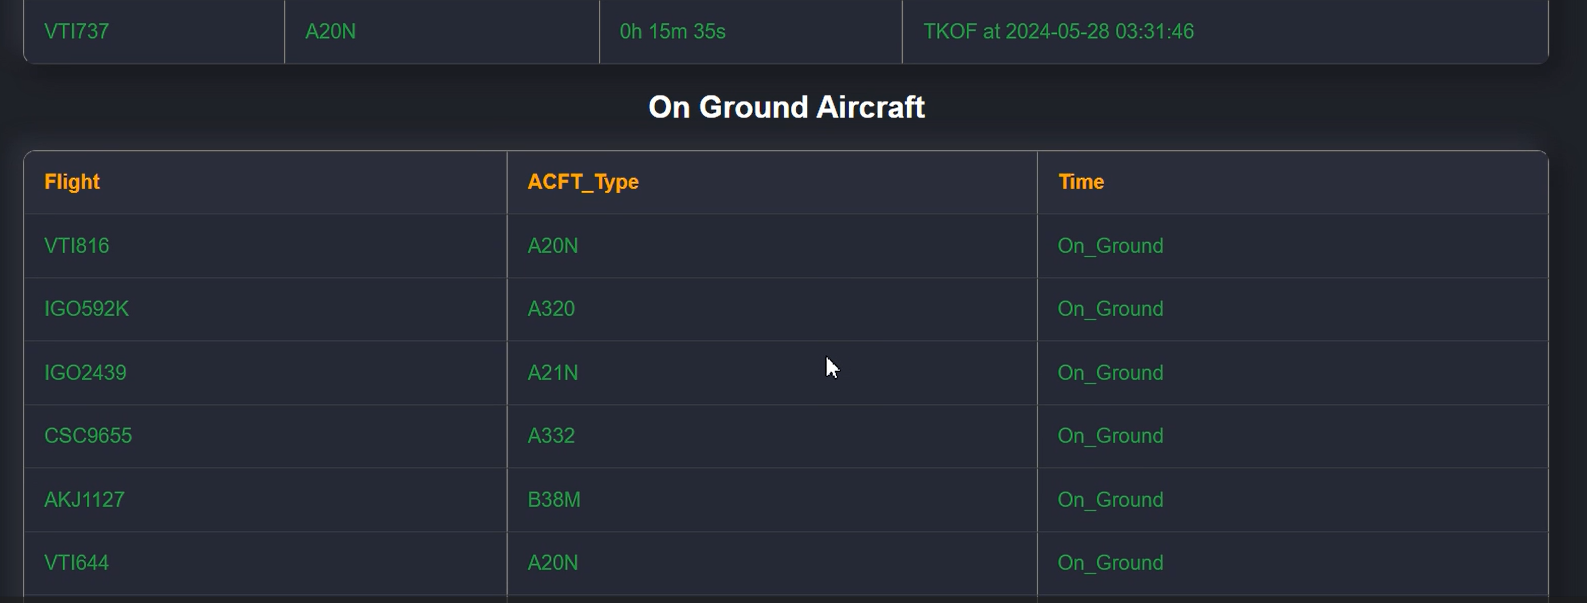 VTI737 A20N 0h 15m 35s TKOF at 2024-05-28 03:31:46
On Ground Aircraft
Flight ACFT_Type Time
VTI816 A20N On_Ground
IGO592K A320 On_Ground
IGO2439 A21N On_Ground
CSC9655 A332 On_Ground
AKJ1127 B38M On_Ground
VTI644 A20N On_Ground